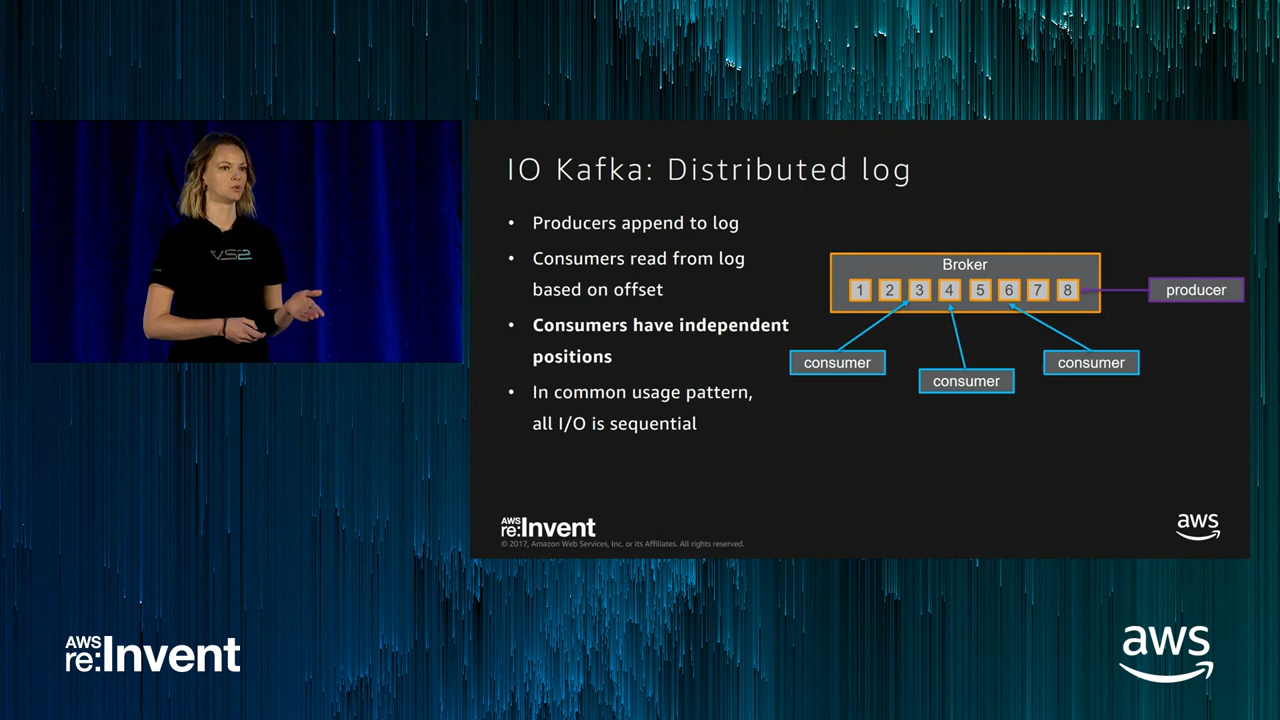 IO Kafka: Distributed log
• Producers append to log
• Consumers read from log
based on offset
• Consumers have independent
positions
• In common usage pattern,
all I/O is sequential
Broker
1 2 3 4 5 6 7 8
producer
consumer
consumer
consumer
VS2
AWS
re:Invent
© 2017, Amazon Web Services, Inc. or its Affiliates. All rights reserved.
aws
AWS
re:Invent
aws